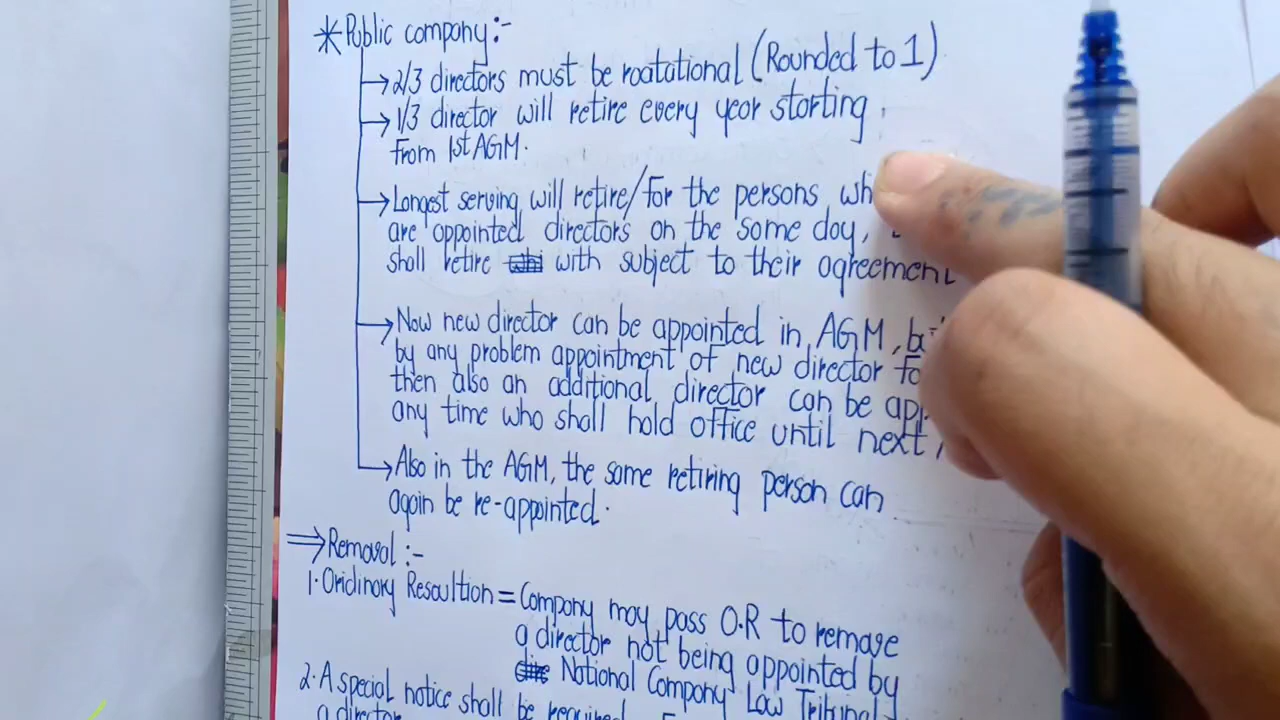 * Public company:-
→ 2/3 directors must be roatational (Rounded to 1)
→ 1/3 director will retire every year starting
from 1st AGM.
→ Longest serving will retire/for the persons
are appointed directors on the same day,
shall retire with subject to their agreement
→ Now new director can be appointed in AGM,
by any problem appointment of new director
then also an additional director can be
any time who shall hold office until next
→ Also in the AGM, the same retiring person can
again be re-appointed.
⇒ Removal :-
1. Oridinary Resoultion = Company may pass O.R to remove
a director not being appointed by
National Company Law Tribunal
2. A special notice shall be required
a director